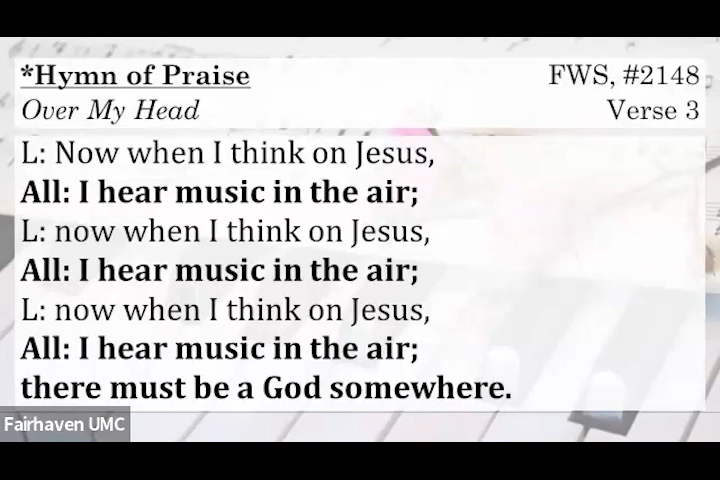 *Hymn of Praise FWS, #2148
Over My Head Verse 3
L: Now when I think on Jesus,
All: I hear music in the air;
L: now when I think on Jesus,
All: I hear music in the air;
L: now when I think on Jesus,
All: I hear music in the air;
there must be a God somewhere.
Fairhaven UMC